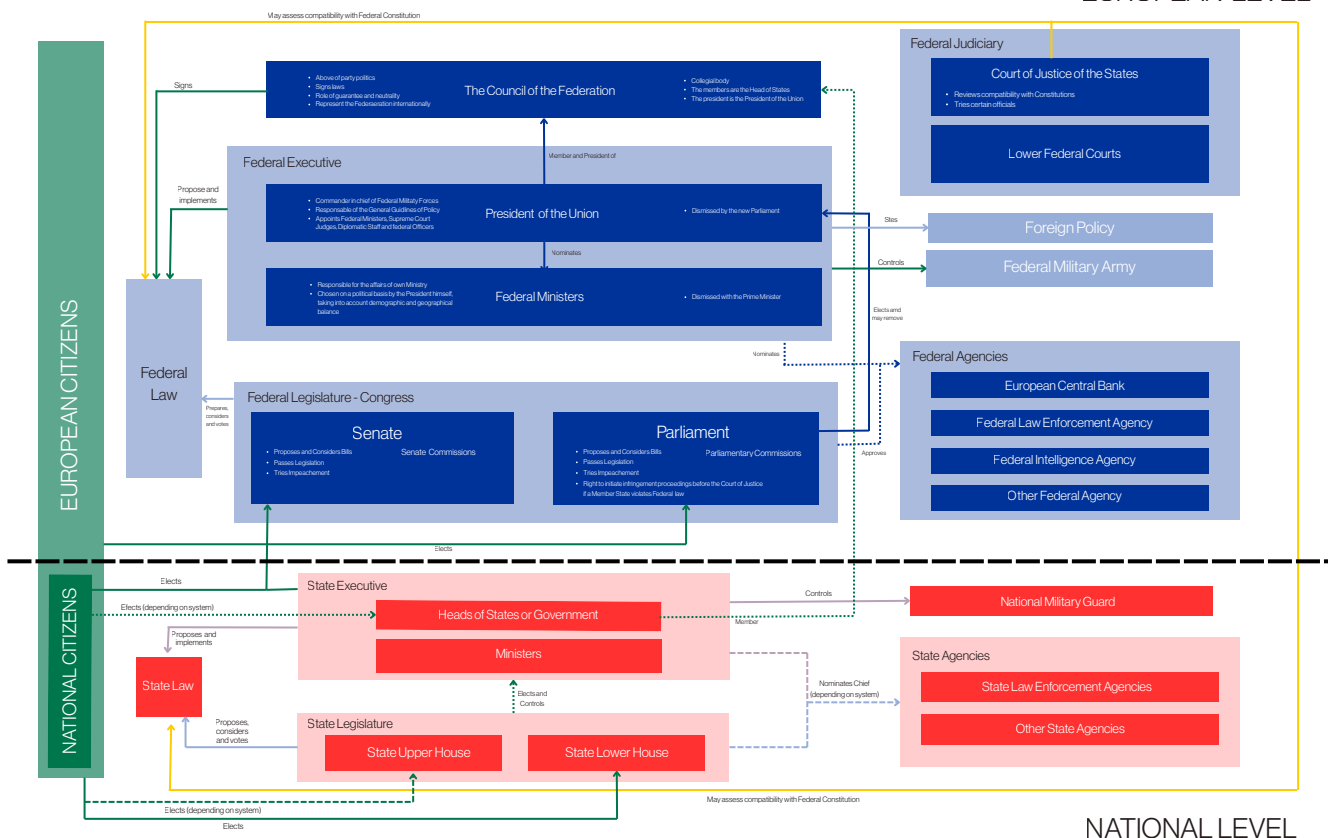 EUROPEAN LEVEL
May assess compatibility with Federal Constitution
Federal Judiciary
Court of Justice of the States
• Reviews compatibility with Constitutions
• Tries certain officials
Lower Federal Courts
Signs
• Above of party politics
• Signs laws
• Role of guarantee and neutrality
• Represent the Federaeration internationally
The Council of the Federation
• Collegial body
• The members are the Head of States
• The president is the President of the Union
Member and President of
Federal Executive
Propose and
implements
• Commander in chief of Federal Military Forces
• Responsable of the General Guidlines of Policy
• Appoints Federal Ministers, Supreme Court
Judges, Diplomatic Staff and federal Officers
President of the Union
• Dismissed by the new Parliament
Nominates
• Responsible for the affairs of own Ministry
• Chosen on a political basis by the President himself,
taking into account demographic and geographical
balance
Federal Ministers
• Dismissed with the Prime Minister
Stes
Foreign Policy
Controls
Federal Military Army
Elects amd
may remove
Nominates
Approves
Federal Agencies
European Central Bank
Federal Law Enforcement Agency
Federal Intelligence Agency
Other Federal Agency
EUROPEAN CITIZENS
Federal
Law
Prepares,
considers
and votes
Federal Legislature - Congress
Senate
• Proposes and Considers Bills
• Passes Legislation
• Tries Impeachement
Senate Commissions
Parliament
• Proposes and Considers Bills
• Passes Legislation
• Tries Impeachement
• Right to initiate infringement proceedings before the Court of Justice
if a Member State violates Federal law
Parliamentary Commissions
Elects
NATIONAL CITIZENS
Elects
Efects (depending on system)
State Executive
Heads of States or Government
Ministers
Member
Controls
National Military Guard
Proposes and
implements
State Law
Elects and
Controls
Nominates Chief
(depending on system)
State Agencies
State Law Enforcement Agencies
Other State Agencies
Proposes,
considers
and votes
State Legislature
State Upper House
State Lower House
Elects (depending on system)
Elects
May assess compatibility with Federal Constitution
NATIONAL LEVEL